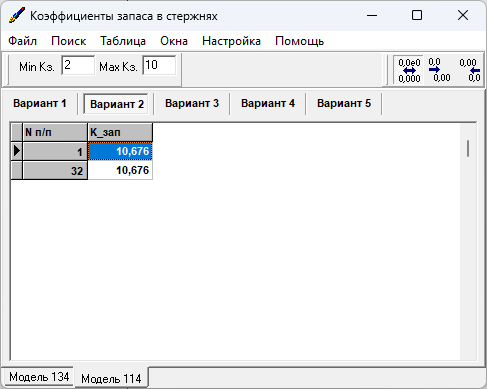 Коэффициенты запаса в стержнях
Файл Поиск Таблица Окна Настройка Помощь
Min Кз. 2 Max Кз. 10
0,0e0 0,0 0,00
0,000 0,00 0,0
Вариант 1 Вариант 2 Вариант 3 Вариант 4 Вариант 5
N п/п K_зап
1 10,676
32 10,676
Модель 134 Модель 114